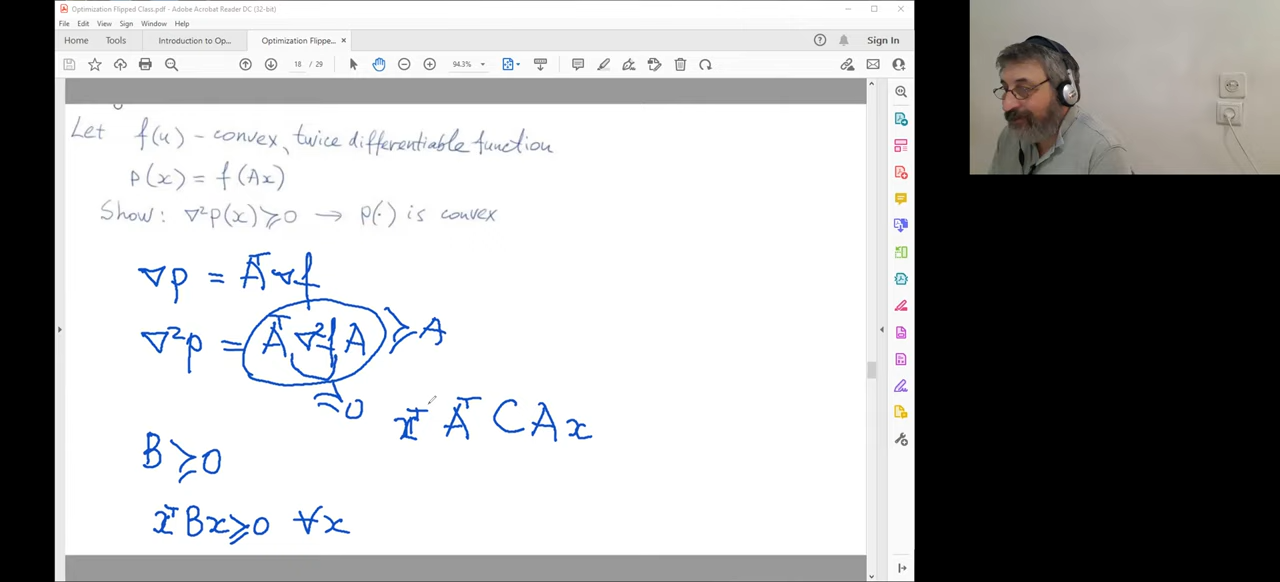 Optimization Flipped Class.pdf - Adobe Acrobat Reader DC (32-bit)
File Edit View Sign Window Help
Home Tools Introduction to Op... Optimization Flippe... × Sign In
18 / 29 94.3%
Let f(u) - convex, twice differentiable function
P(x) = f(Ax)
Show: ∇²P(x) ≽ 0 → P(·) is convex
∇p = Aᵀ∇f
∇²p = Aᵀ ∇²f A ≽ A
≽ 0
xᵀ Aᵀ C A x
B ≽ 0
xᵀBx ≥ 0 ∀x